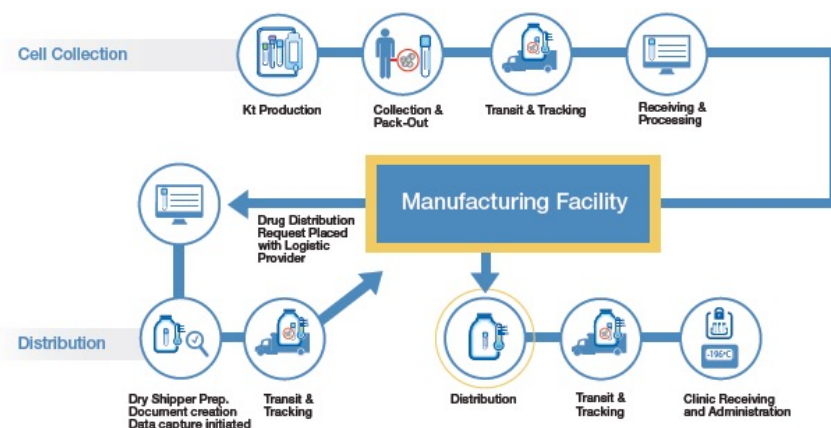 Cell Collection
Kt Production
Collection &
Pack-Out
Transit & Tracking
Receiving &
Processing
Manufacturing Facility
Drug Distribution
Request Placed
with Logistic
Provider
Distribution
Dry Shipper Prep.
Document creation
Data capture initiated
Transit &
Tracking
Distribution
Transit &
Tracking
-196°C
Clinic Receiving
and Administration